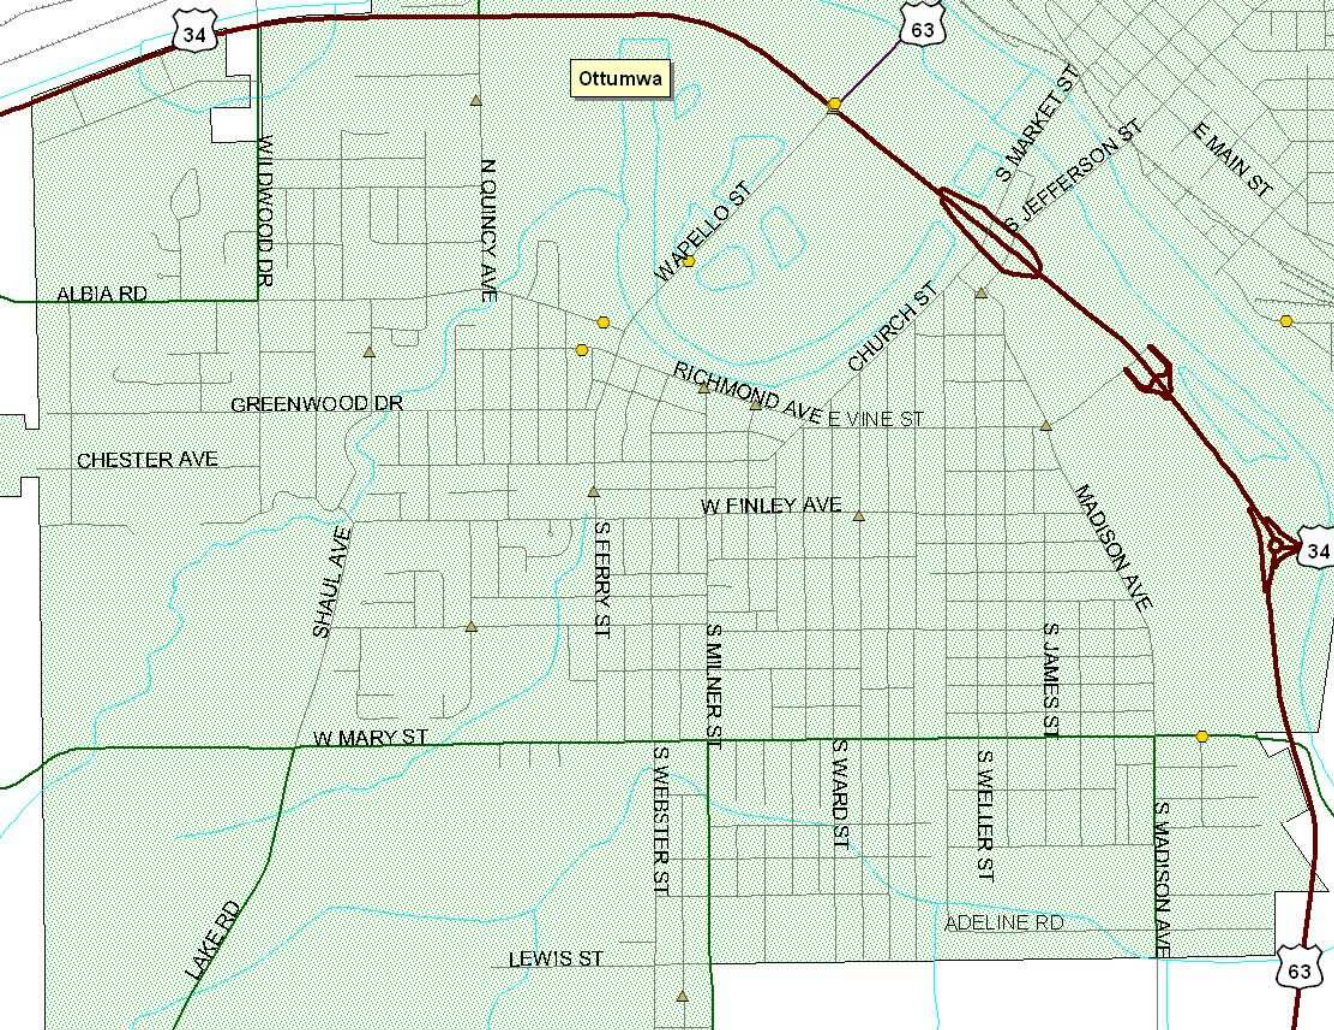 34
63
Ottumwa
S MARKET ST
S JEFFERSON ST
E MAIN ST
WILDWOOD DR
N QUINCY AVE
WAPELLO ST
ALBIA RD
CHURCH ST
RICHMOND AVE
GREENWOOD DR
E VINE ST
CHESTER AVE
W FINLEY AVE
MADISON AVE
SHAUL AVE
S FERRY ST
34
S MILNER ST
S JAMES ST
W MARY ST
S WEBSTER ST
S WARD ST
S WELLER ST
S MADISON AVE
LAKE RD
ADELINE RD
LEWIS ST
63